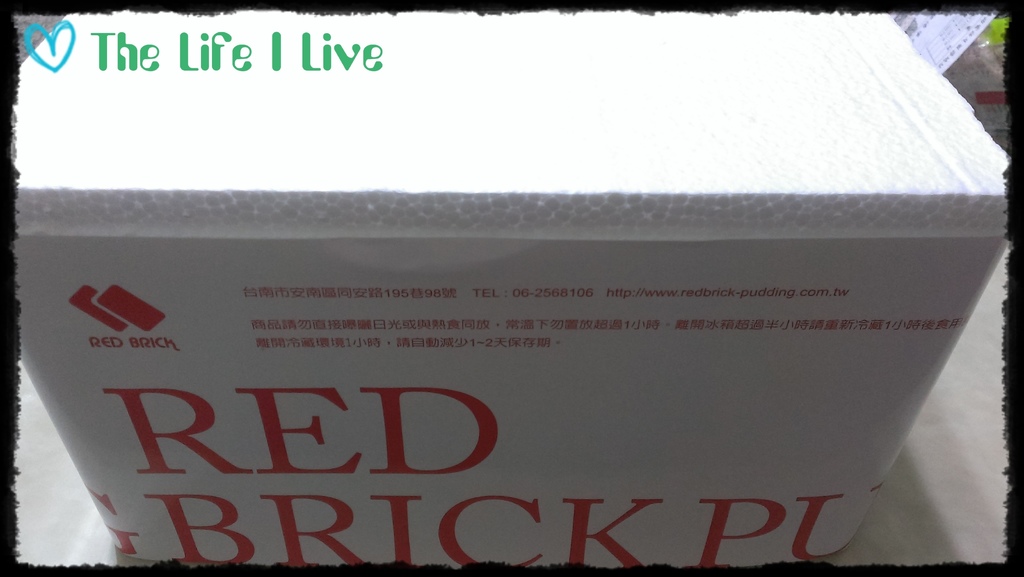 The Life I Live
台南市安南區同安路195巷98號 TEL : 06-2568106 http://www.redbrick-pudding.com.tw
商品請勿直接曝曬日光或與熱食同放，常溫下勿置放超過1小時。離開冰箱超過半小時請重新冷藏1小時後食用
離開冷藏環境1小時，請自動減少1~2天保存期。
RED BRICK
RED
G BRICK PU